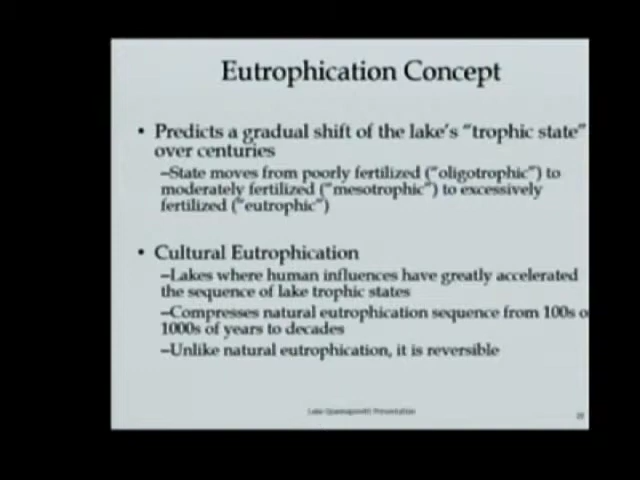 Eutrophication Concept
• Predicts a gradual shift of the lake's "trophic state"
over centuries
–State moves from poorly fertilized ("oligotrophic") to
moderately fertilized ("mesotrophic") to excessively
fertilized ("eutrophic")
• Cultural Eutrophication
–Lakes where human influences have greatly accelerated
the sequence of lake trophic states
–Compresses natural eutrophication sequence from 100s o
1000s of years to decades
–Unlike natural eutrophication, it is reversible
Lake Presentation